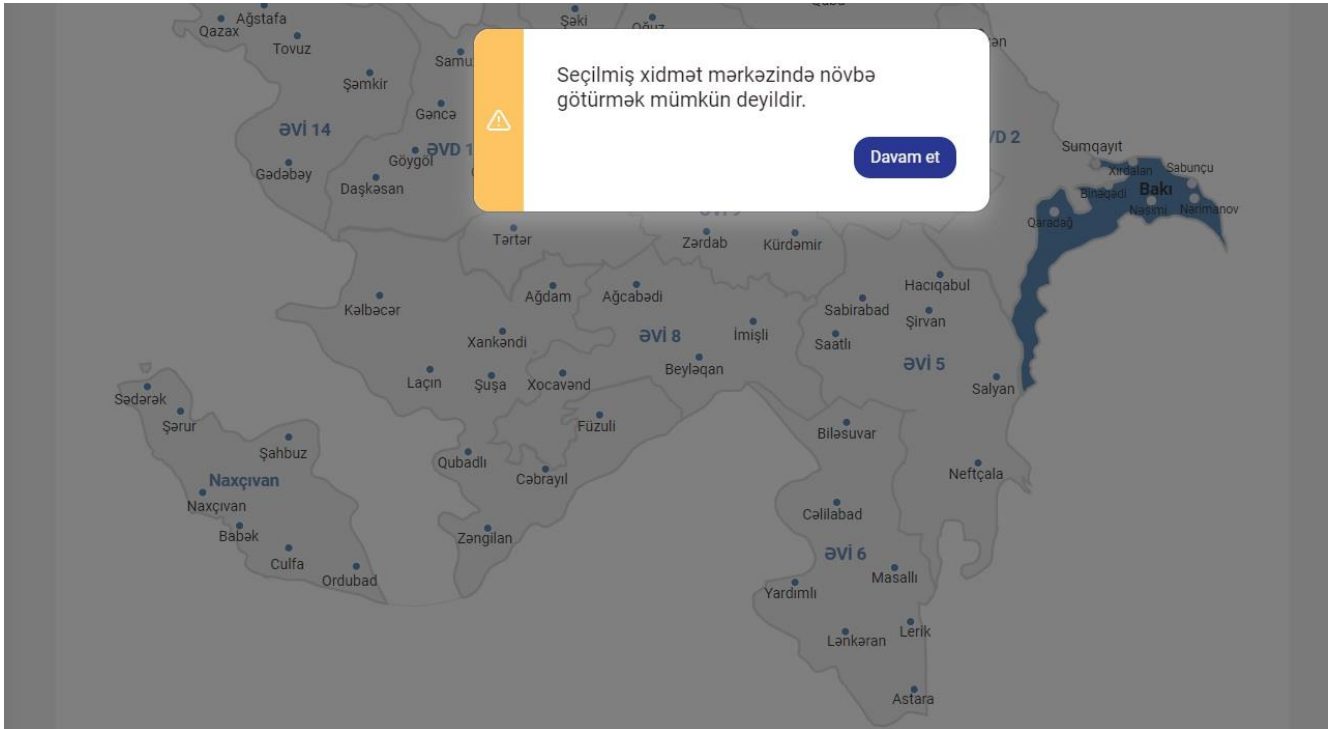 Ağstafa
Qazax
Tovuz
Şəki
Şəmkir
Seçilmiş xidmət mərkəzində növbə
götürmək mümkün deyildir.
Davam et
Gəncə
ƏVİ 14
Göygöl
Gədəbəy
Daşkəsən
Sumqayıt
Xırdalan
Sabunçu
Binəqədi
Bakı
Nəsimi
Nərimanov
Qaradağ
Tərtər
Zərdab
Kürdəmir
Hacıqabul
Ağdam
Ağcabədi
Kəlbəcər
Sabirabad
Şirvan
Xankəndi
ƏVİ 8
İmişli
Saatlı
Beyləqan
ƏVİ 5
Laçın
Şuşa
Xocavənd
Salyan
Sədərək
Şərur
Füzuli
Biləsuvar
Şahbuz
Qubadlı
Naxçıvan
Cəbrayıl
Neftçala
Naxçıvan
Cəlilabad
Babək
Zəngilan
ƏVİ 6
Culfa
Ordubad
Masallı
Yardımlı
Lənkəran
Lerik
Astara